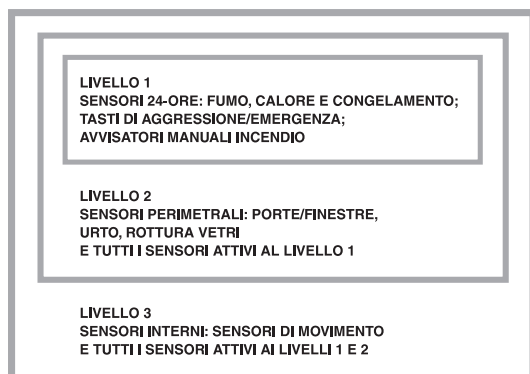 LIVELLO 1
SENSORI 24-ORE: FUMO, CALORE E CONGELAMENTO;
TASTI DI AGGRESSIONE/EMERGENZA;
AVVISATORI MANUALI INCENDIO
LIVELLO 2
SENSORI PERIMETRALI: PORTE/FINESTRE,
URTO, ROTTURA VETRI
E TUTTI I SENSORI ATTIVI AL LIVELLO 1
LIVELLO 3
SENSORI INTERNI: SENSORI DI MOVIMENTO
E TUTTI I SENSORI ATTIVI AI LIVELLI 1 E 2